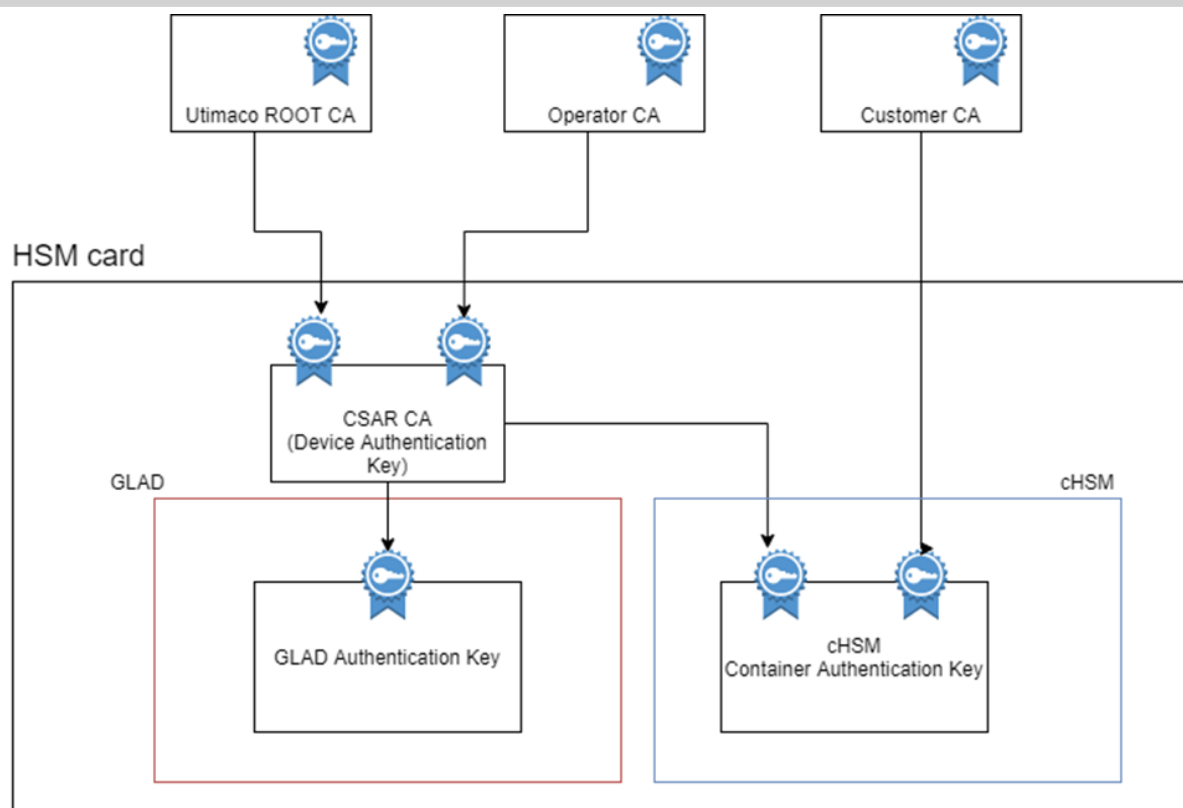 Utimaco ROOT CA
Operator CA
Customer CA
HSM card
CSAR CA
(Device Authentication
Key)
GLAD
cHSM
GLAD Authentication Key
cHSM
Container Authentication Key